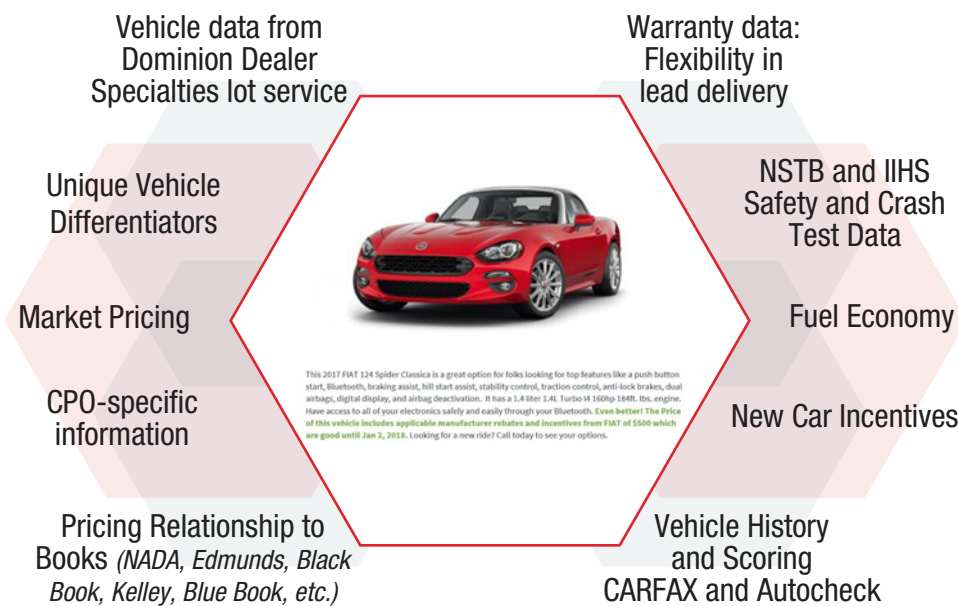 Vehicle data from
Dominion Dealer
Specialties lot service
Unique Vehicle
Differentiators
Market Pricing
CPO-specific
information
Pricing Relationship to
Books (NADA, Edmunds, Black
Book, Kelley, Blue Book, etc.)
This 2017 FIAT 124 Spider Classica is a great option for folks looking for top features like a push button
start, Bluetooth, braking assist, hill start assist, stability control, traction control, anti-lock brakes, dual
airbags, digital display, and airbag deactivation. It has a 1.4 liter 1.4L Turbo I4 160hp 184ft. lbs. engine.
Have access to all of your electronics safely and easily through your Bluetooth. Even better! The Price
of this vehicle includes applicable manufacturer rebates and incentives from FIAT of $500 which
are good until Jan 2, 2018. Looking for a new ride? Call today to see your options.
Warranty data:
Flexibility in
lead delivery
NSTB and IIHS
Safety and Crash
Test Data
Fuel Economy
New Car Incentives
Vehicle History
and Scoring
CARFAX and Autocheck